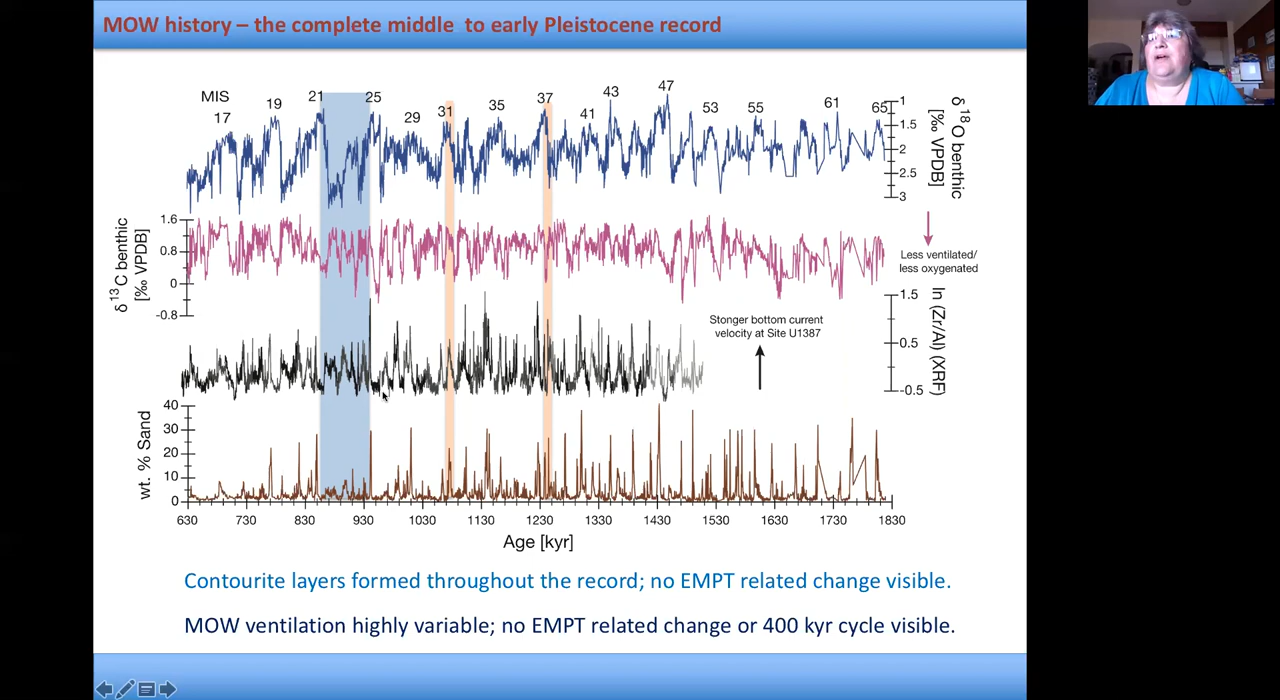 MOW history – the complete middle to early Pleistocene record
MIS
17
19
21
25
29
31
35
37
41
43
47
53
55
61
65
1
1.5
2
2.5
3
δ 18O benthic
[‰ VPDB]
1.6
0.8
0
-0.8
δ 13C benthic
[‰ VPDB]
Less ventilated/
less oxygenated
Stonger bottom current
velocity at Site U1387
1.5
0.5
-0.5
ln (Zr/Al) (XRF)
40
30
20
10
0
wt. % Sand
630 730 830 930 1030 1130 1230 1330 1430 1530 1630 1730 1830
Age [kyr]
Contourite layers formed throughout the record; no EMPT related change visible.
MOW ventilation highly variable; no EMPT related change or 400 kyr cycle visible.